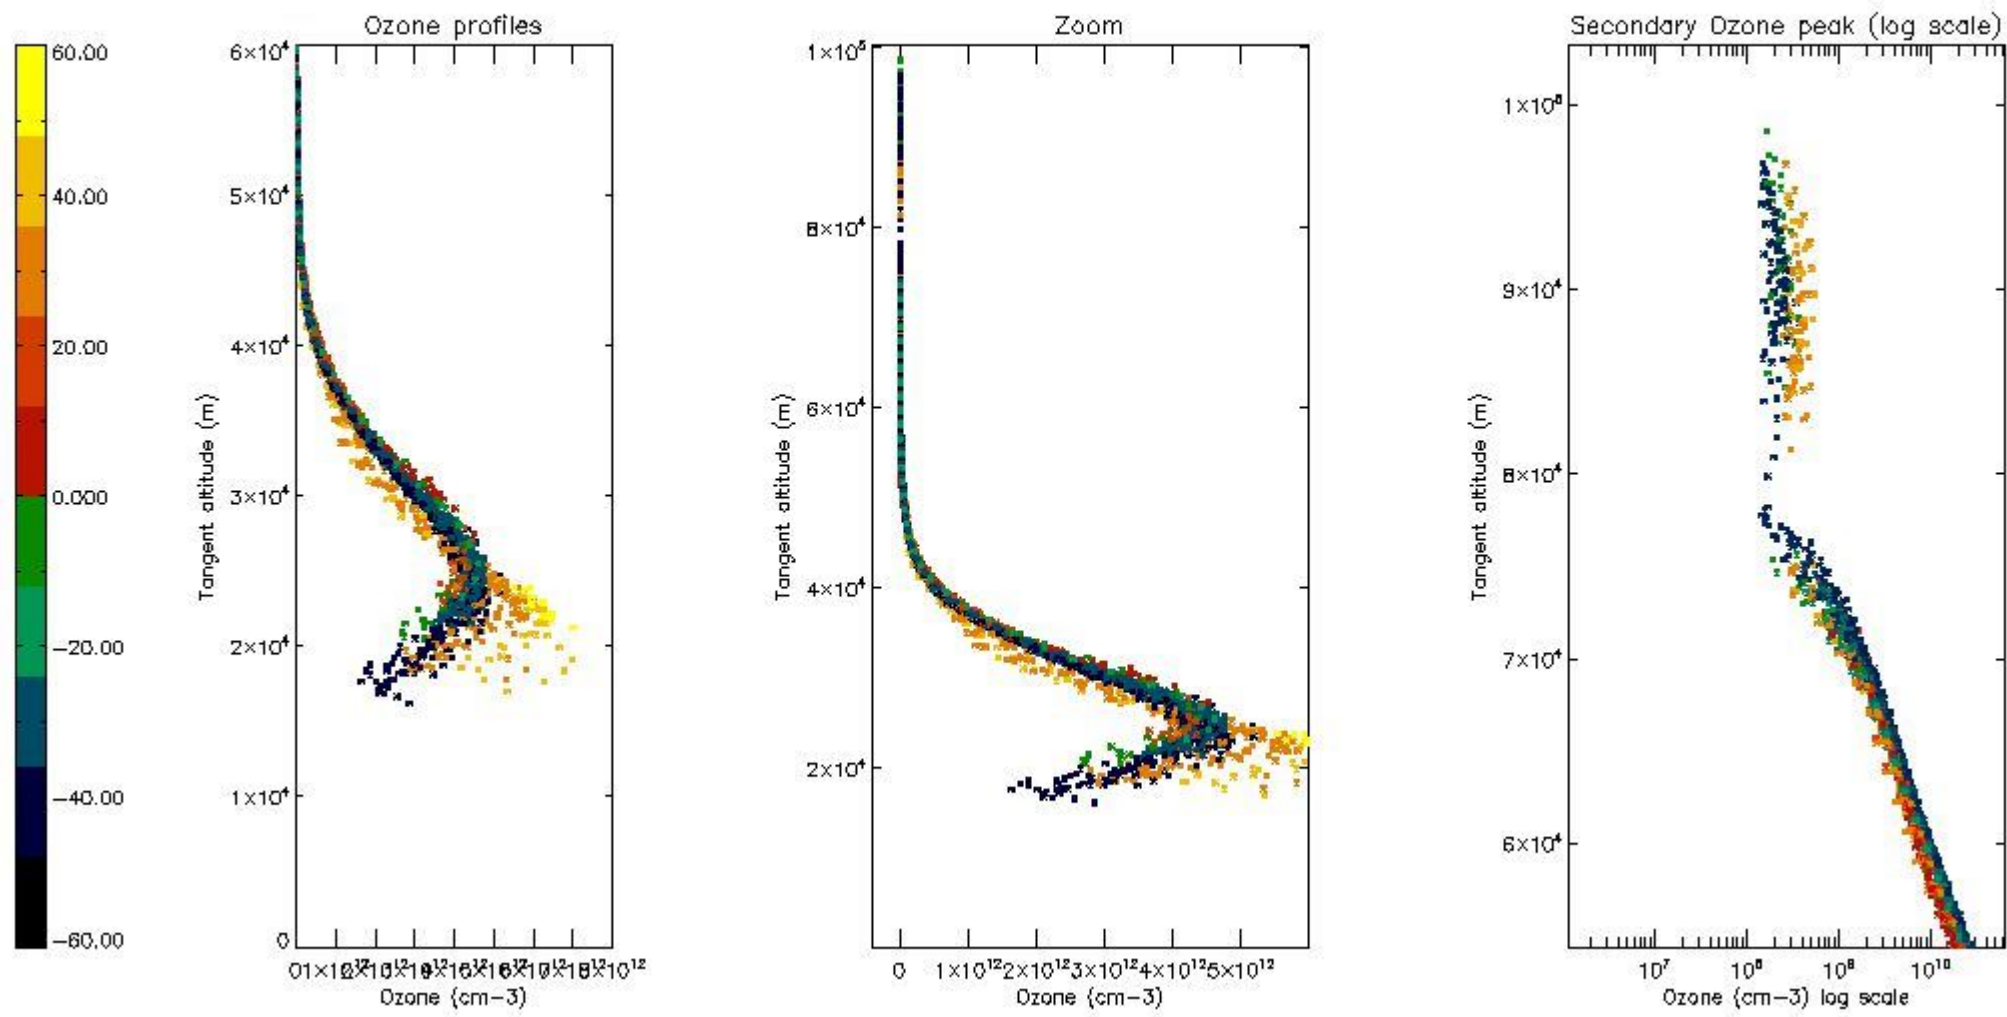 Ozone profiles
Zoom
Secondary Ozone peak (log scale)
60.00
40.00
20.00
0.000
−20.00
−40.00
−60.00
6×10⁴
5×10⁴
4×10⁴
3×10⁴
2×10⁴
1×10⁴
0
Tangent altitude (m)
Ozone (cm−3)
1×10⁵
8×10⁴
6×10⁴
4×10⁴
2×10⁴
Tangent altitude (m)
0 1×10¹² 2×10¹² 3×10¹² 4×10¹² 5×10¹²
Ozone (cm−3)
9×10⁴
8×10⁴
7×10⁴
6×10⁴
Tangent altitude (m)
10⁷ 10⁹ 10¹⁰
Ozone (cm−3) log scale